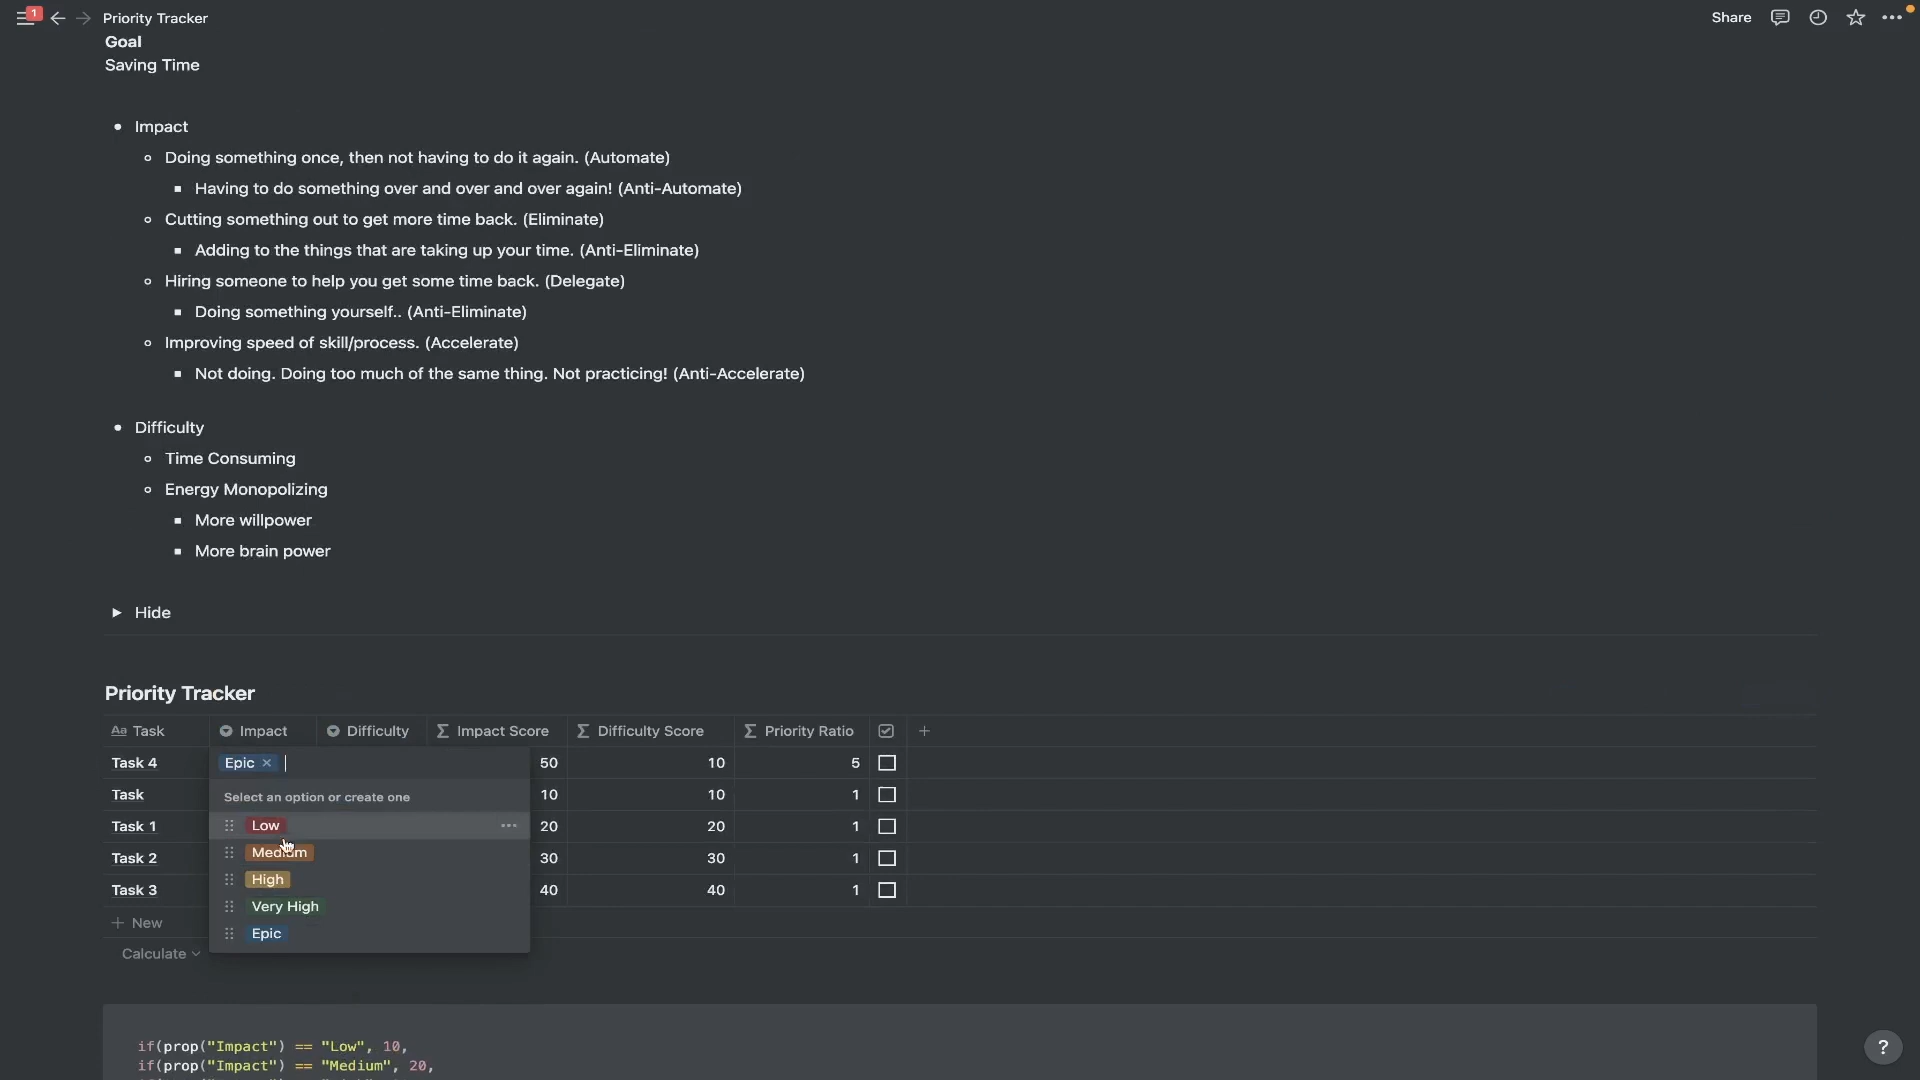 1
Priority Tracker
Share
Goal
Saving Time
Impact
Doing something once, then not having to do it again. (Automate)
Having to do something over and over and over again! (Anti-Automate)
Cutting something out to get more time back. (Eliminate)
Adding to the things that are taking up your time. (Anti-Eliminate)
Hiring someone to help you get some time back. (Delegate)
Doing something yourself.. (Anti-Eliminate)
Improving speed of skill/process. (Accelerate)
Not doing. Doing too much of the same thing. Not practicing! (Anti-Accelerate)
Difficulty
Time Consuming
Energy Monopolizing
More willpower
More brain power
Hide
Priority Tracker
Aa Task Impact Difficulty Σ Impact Score Σ Difficulty Score Σ Priority Ratio +
Task 4 Epic × 50 10 5
Select an option or create one
Task 10 10 1
Low
Task 1 20 20 1
Medium
Task 2 30 30 1
High
Task 3 40 40 1
Very High
+ New
Epic
Calculate
if(prop("Impact") == "Low", 10,
if(prop("Impact") == "Medium", 20,
?